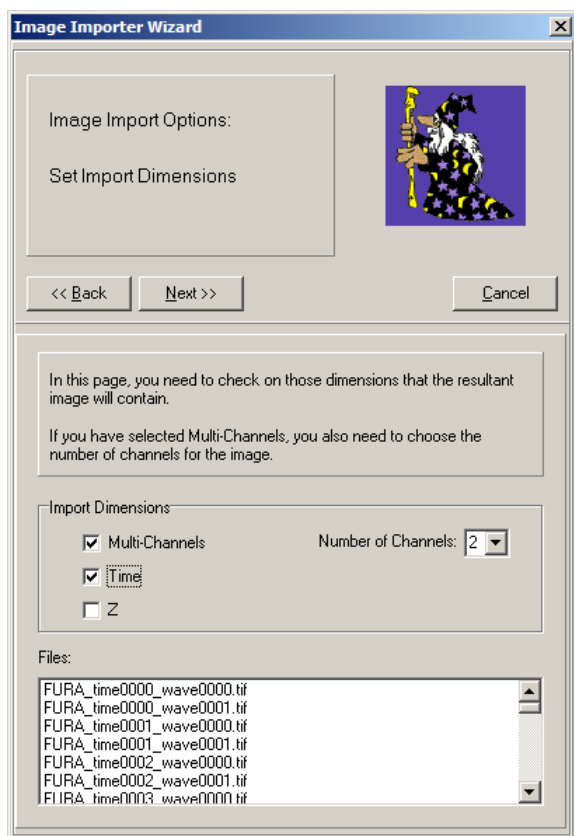 Image Importer Wizard
Image Import Options:
Set Import Dimensions
<< Back
Next >>
Cancel
In this page, you need to check on those dimensions that the resultant
image will contain.
If you have selected Multi-Channels, you also need to choose the
number of channels for the image.
Import Dimensions
Multi-Channels
Number of Channels: 2
Time
Z
Files:
FURA_time0000_wave0000.tif
FURA_time0000_wave0001.tif
FURA_time0001_wave0000.tif
FURA_time0001_wave0001.tif
FURA_time0002_wave0000.tif
FURA_time0002_wave0001.tif
FURA_time0003_wave0000.tif